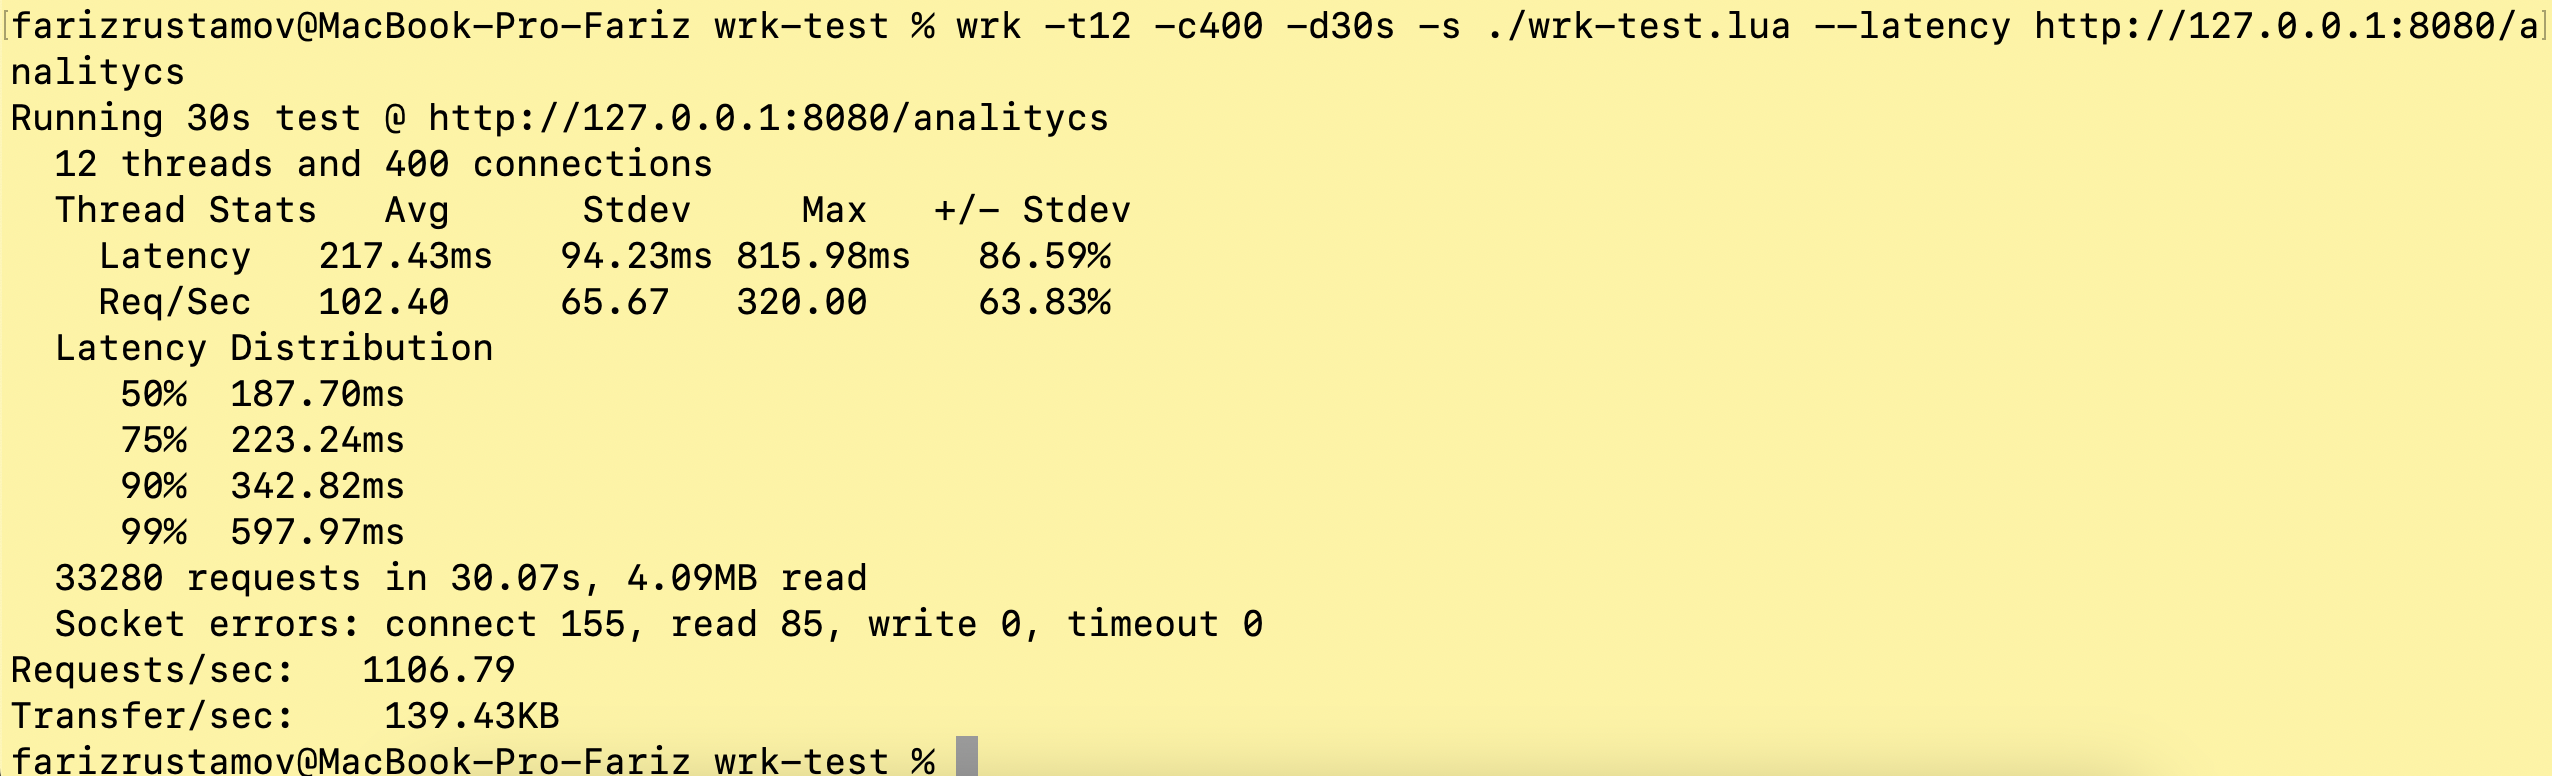 [farizrustamov@MacBook-Pro-Fariz wrk-test % wrk -t12 -c400 -d30s -s ./wrk-test.lua --latency http://127.0.0.1:8080/a]
nalitycs
Running 30s test @ http://127.0.0.1:8080/analitycs
  12 threads and 400 connections
  Thread Stats   Avg      Stdev     Max   +/- Stdev
    Latency   217.43ms   94.23ms 815.98ms   86.59%
    Req/Sec   102.40     65.67   320.00     63.83%
  Latency Distribution
     50%  187.70ms
     75%  223.24ms
     90%  342.82ms
     99%  597.97ms
  33280 requests in 30.07s, 4.09MB read
  Socket errors: connect 155, read 85, write 0, timeout 0
Requests/sec:   1106.79
Transfer/sec:    139.43KB
farizrustamov@MacBook-Pro-Fariz wrk-test %